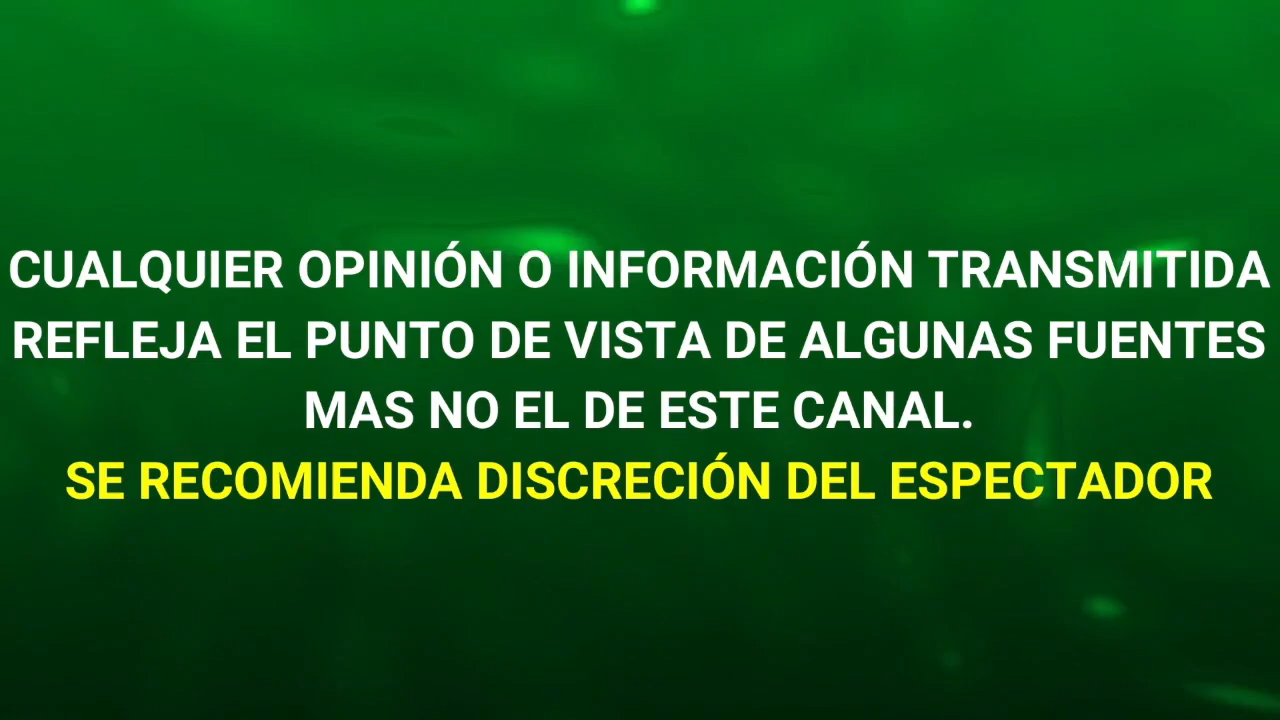 CUALQUIER OPINIÓN O INFORMACIÓN TRANSMITIDA
REFLEJA EL PUNTO DE VISTA DE ALGUNAS FUENTES
MAS NO EL DE ESTE CANAL.
SE RECOMIENDA DISCRECIÓN DEL ESPECTADOR